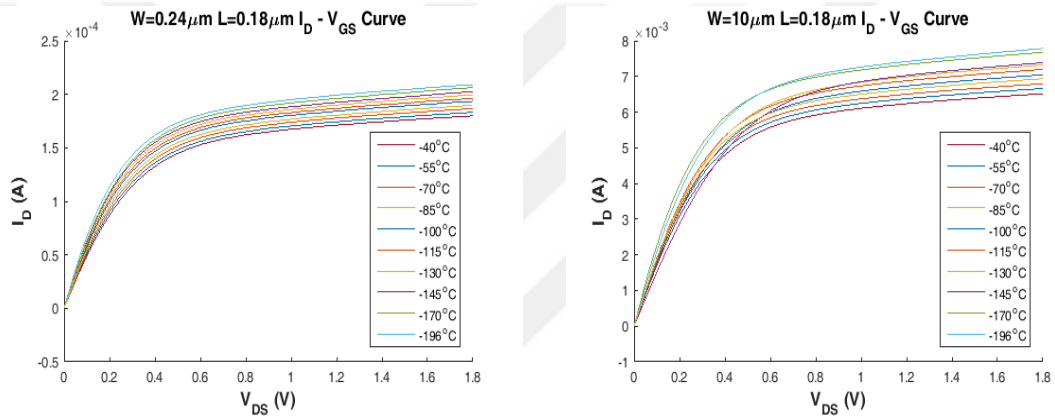 W=0.24μm L=0.18μm I_D - V_GS Curve
×10⁻⁴
2.5
2
1.5
1
0.5
0
-0.5
I_D (A)
0 0.2 0.4 0.6 0.8 1 1.2 1.4 1.6 1.8
V_DS (V)
-40°C
-55°C
-70°C
-85°C
-100°C
-115°C
-130°C
-145°C
-170°C
-196°C
W=10μm L=0.18μm I_D - V_GS Curve
×10⁻³
8
7
6
5
4
3
2
1
0
-1
I_D (A)
0 0.2 0.4 0.6 0.8 1 1.2 1.4 1.6 1.8
V_DS (V)
-40°C
-55°C
-70°C
-85°C
-100°C
-115°C
-130°C
-145°C
-170°C
-196°C